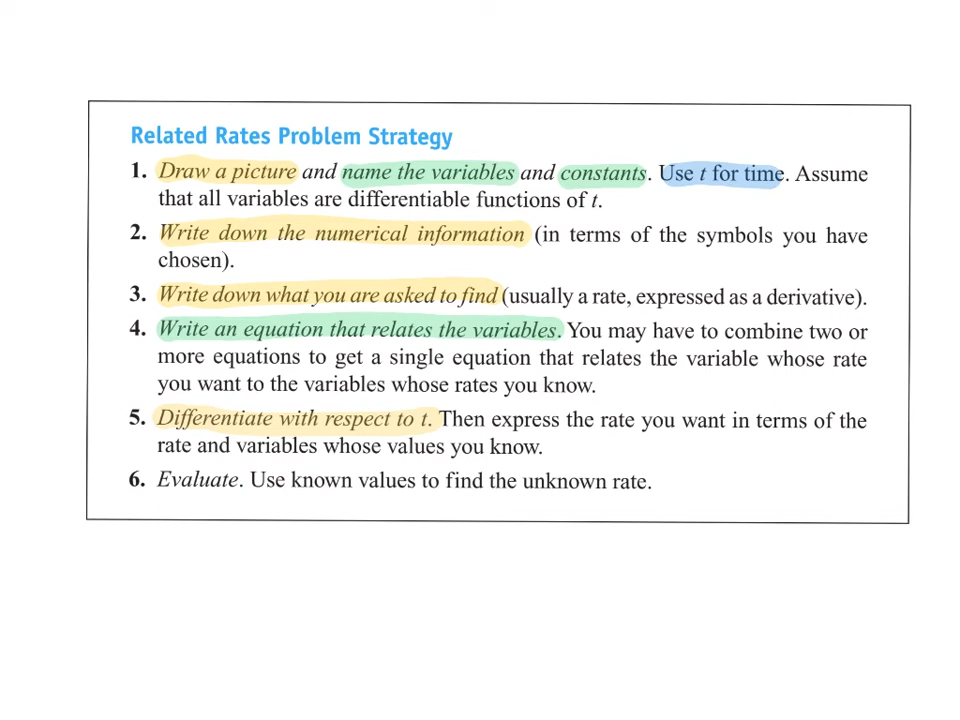 Related Rates Problem Strategy
1. Draw a picture and name the variables and constants. Use t for time. Assume
that all variables are differentiable functions of t.
2. Write down the numerical information (in terms of the symbols you have
chosen).
3. Write down what you are asked to find (usually a rate, expressed as a derivative).
4. Write an equation that relates the variables. You may have to combine two or
more equations to get a single equation that relates the variable whose rate
you want to the variables whose rates you know.
5. Differentiate with respect to t. Then express the rate you want in terms of the
rate and variables whose values you know.
6. Evaluate. Use known values to find the unknown rate.